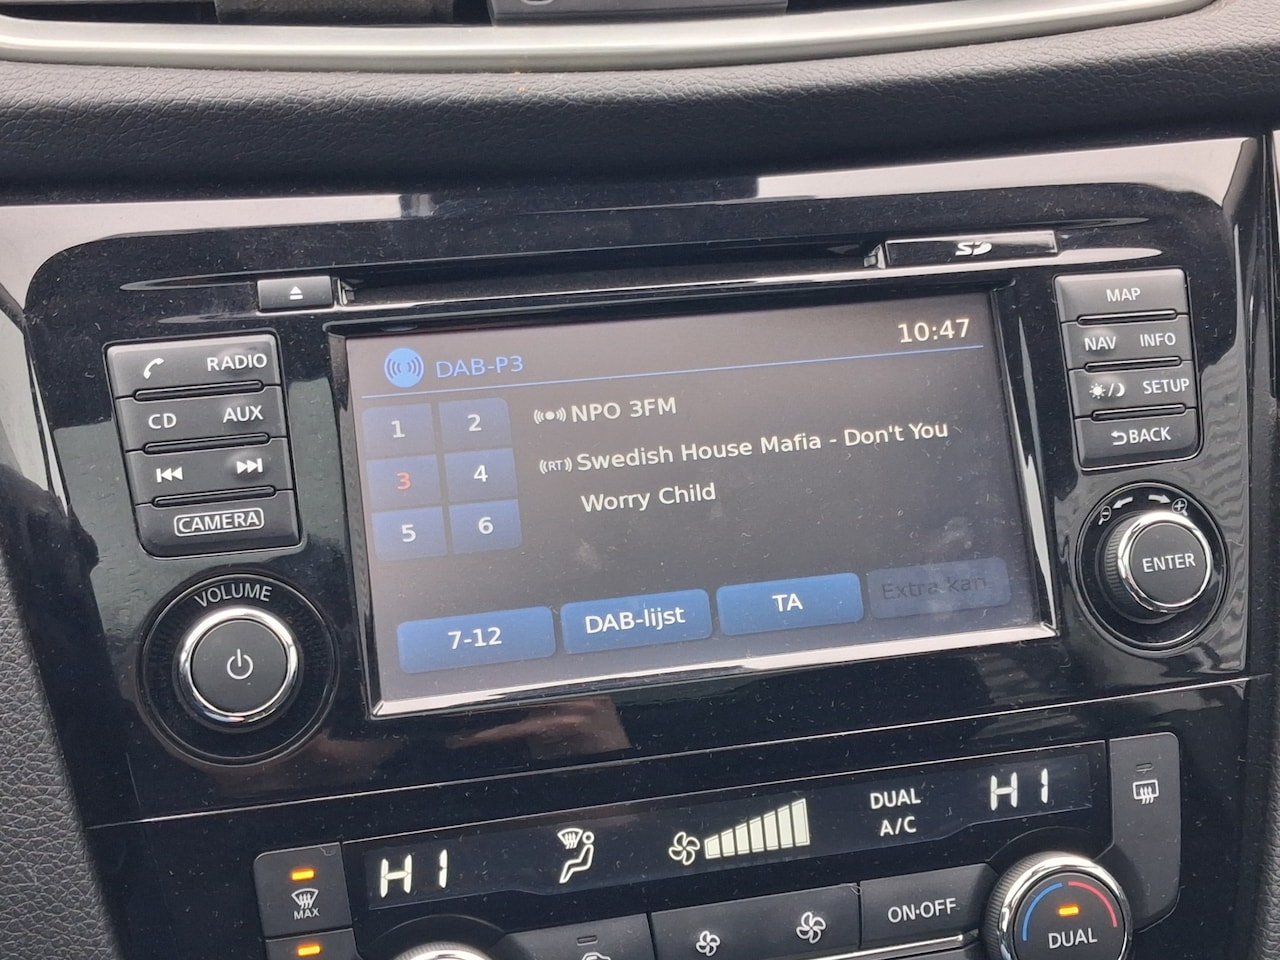 SD
MAP
RADIO
10:47
DAB-P3
NAV INFO
CD AUX
1 2
NPO 3FM
SETUP
3 4
((RT)) Swedish House Mafia - Don't You
Worry Child
BACK
CAMERA
5 6
VOLUME
ENTER
7-12
DAB-lijst
TA
Extra kan
HI
DUAL
A/C
HI
MAX
ON·OFF
DUAL